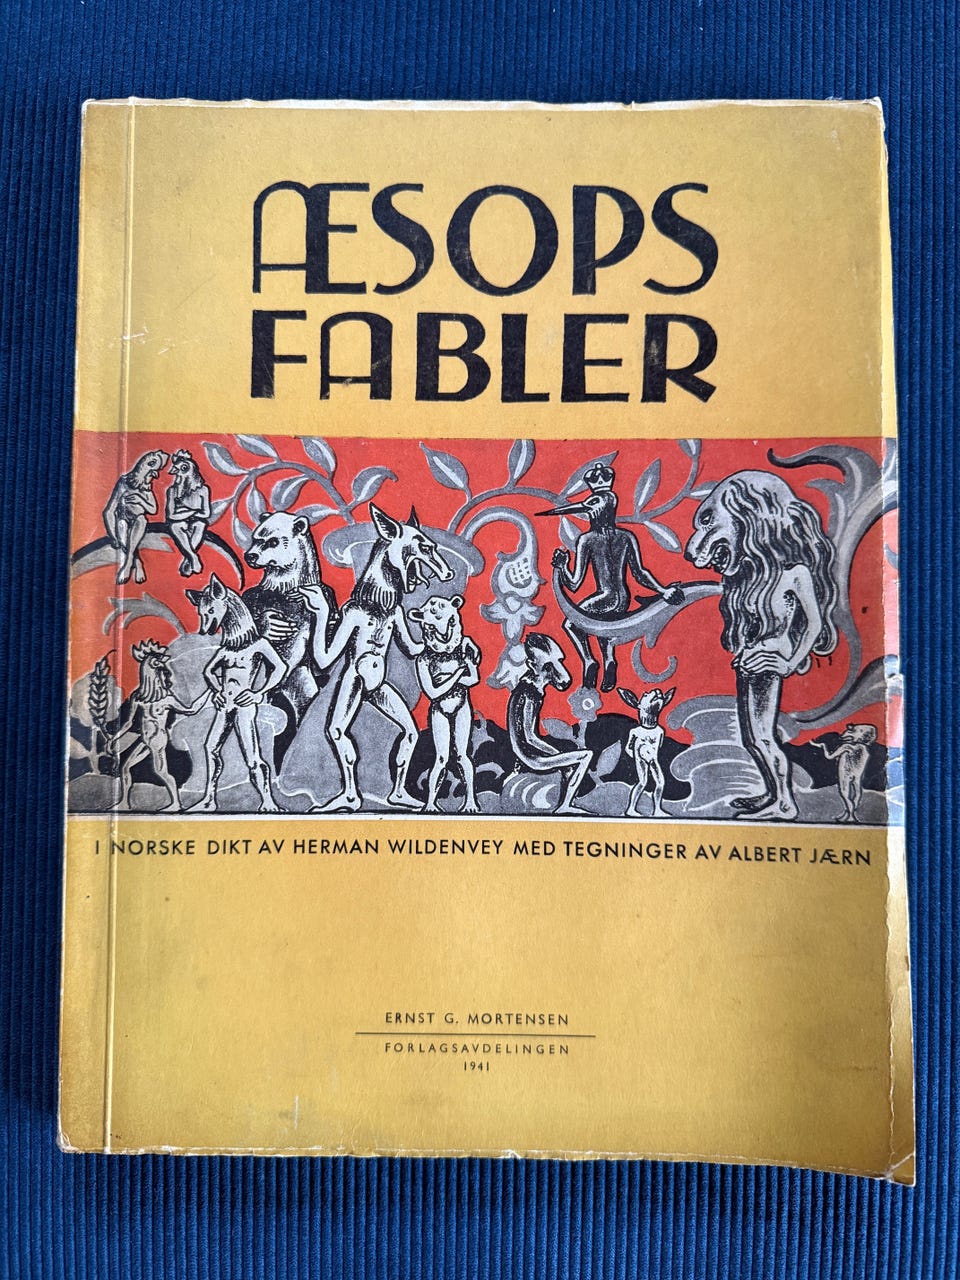 ÆSOPS
FABLER
I NORSKE DIKT AV HERMAN WILDENVEY MED TEGNINGER AV ALBERT JÆRN
ERNST G. MORTENSEN
FORLAGSAVDELINGEN
1941